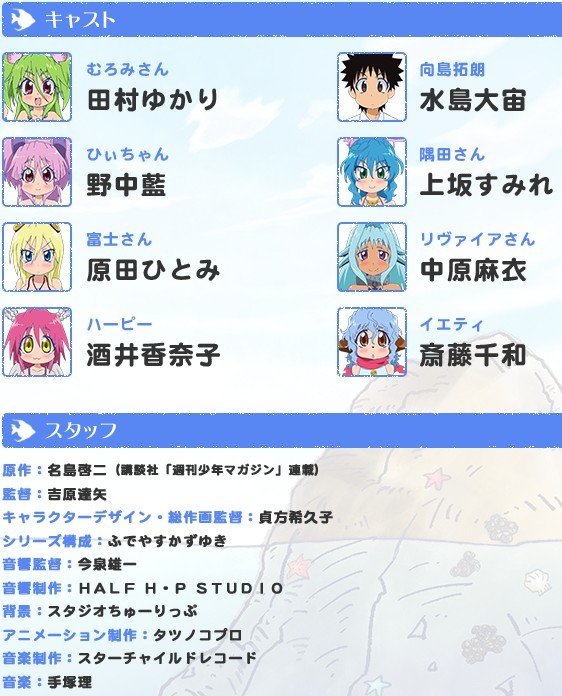 キャスト
むろみさん
田村ゆかり
向島拓朗
水島大宙
ひぃちゃん
野中藍
隅田さん
上坂すみれ
富士さん
原田ひとみ
リヴァイアさん
中原麻衣
ハーピー
酒井香奈子
イエティ
斎藤千和
スタッフ
原作：名島啓二（講談社「週刊少年マガジン」連載）
監督：吉原達矢
キャラクターデザイン・総作画監督：貞方希久子
シリーズ構成：ふでやすかずゆき
音響監督：今泉雄一
音響制作：ＨＡＬＦ Ｈ・Ｐ ＳＴＵＤＩＯ
背景：スタジオちゅーりっぷ
アニメーション制作：タツノコプロ
音楽制作：スターチャイルドレコード
音楽：手塚理